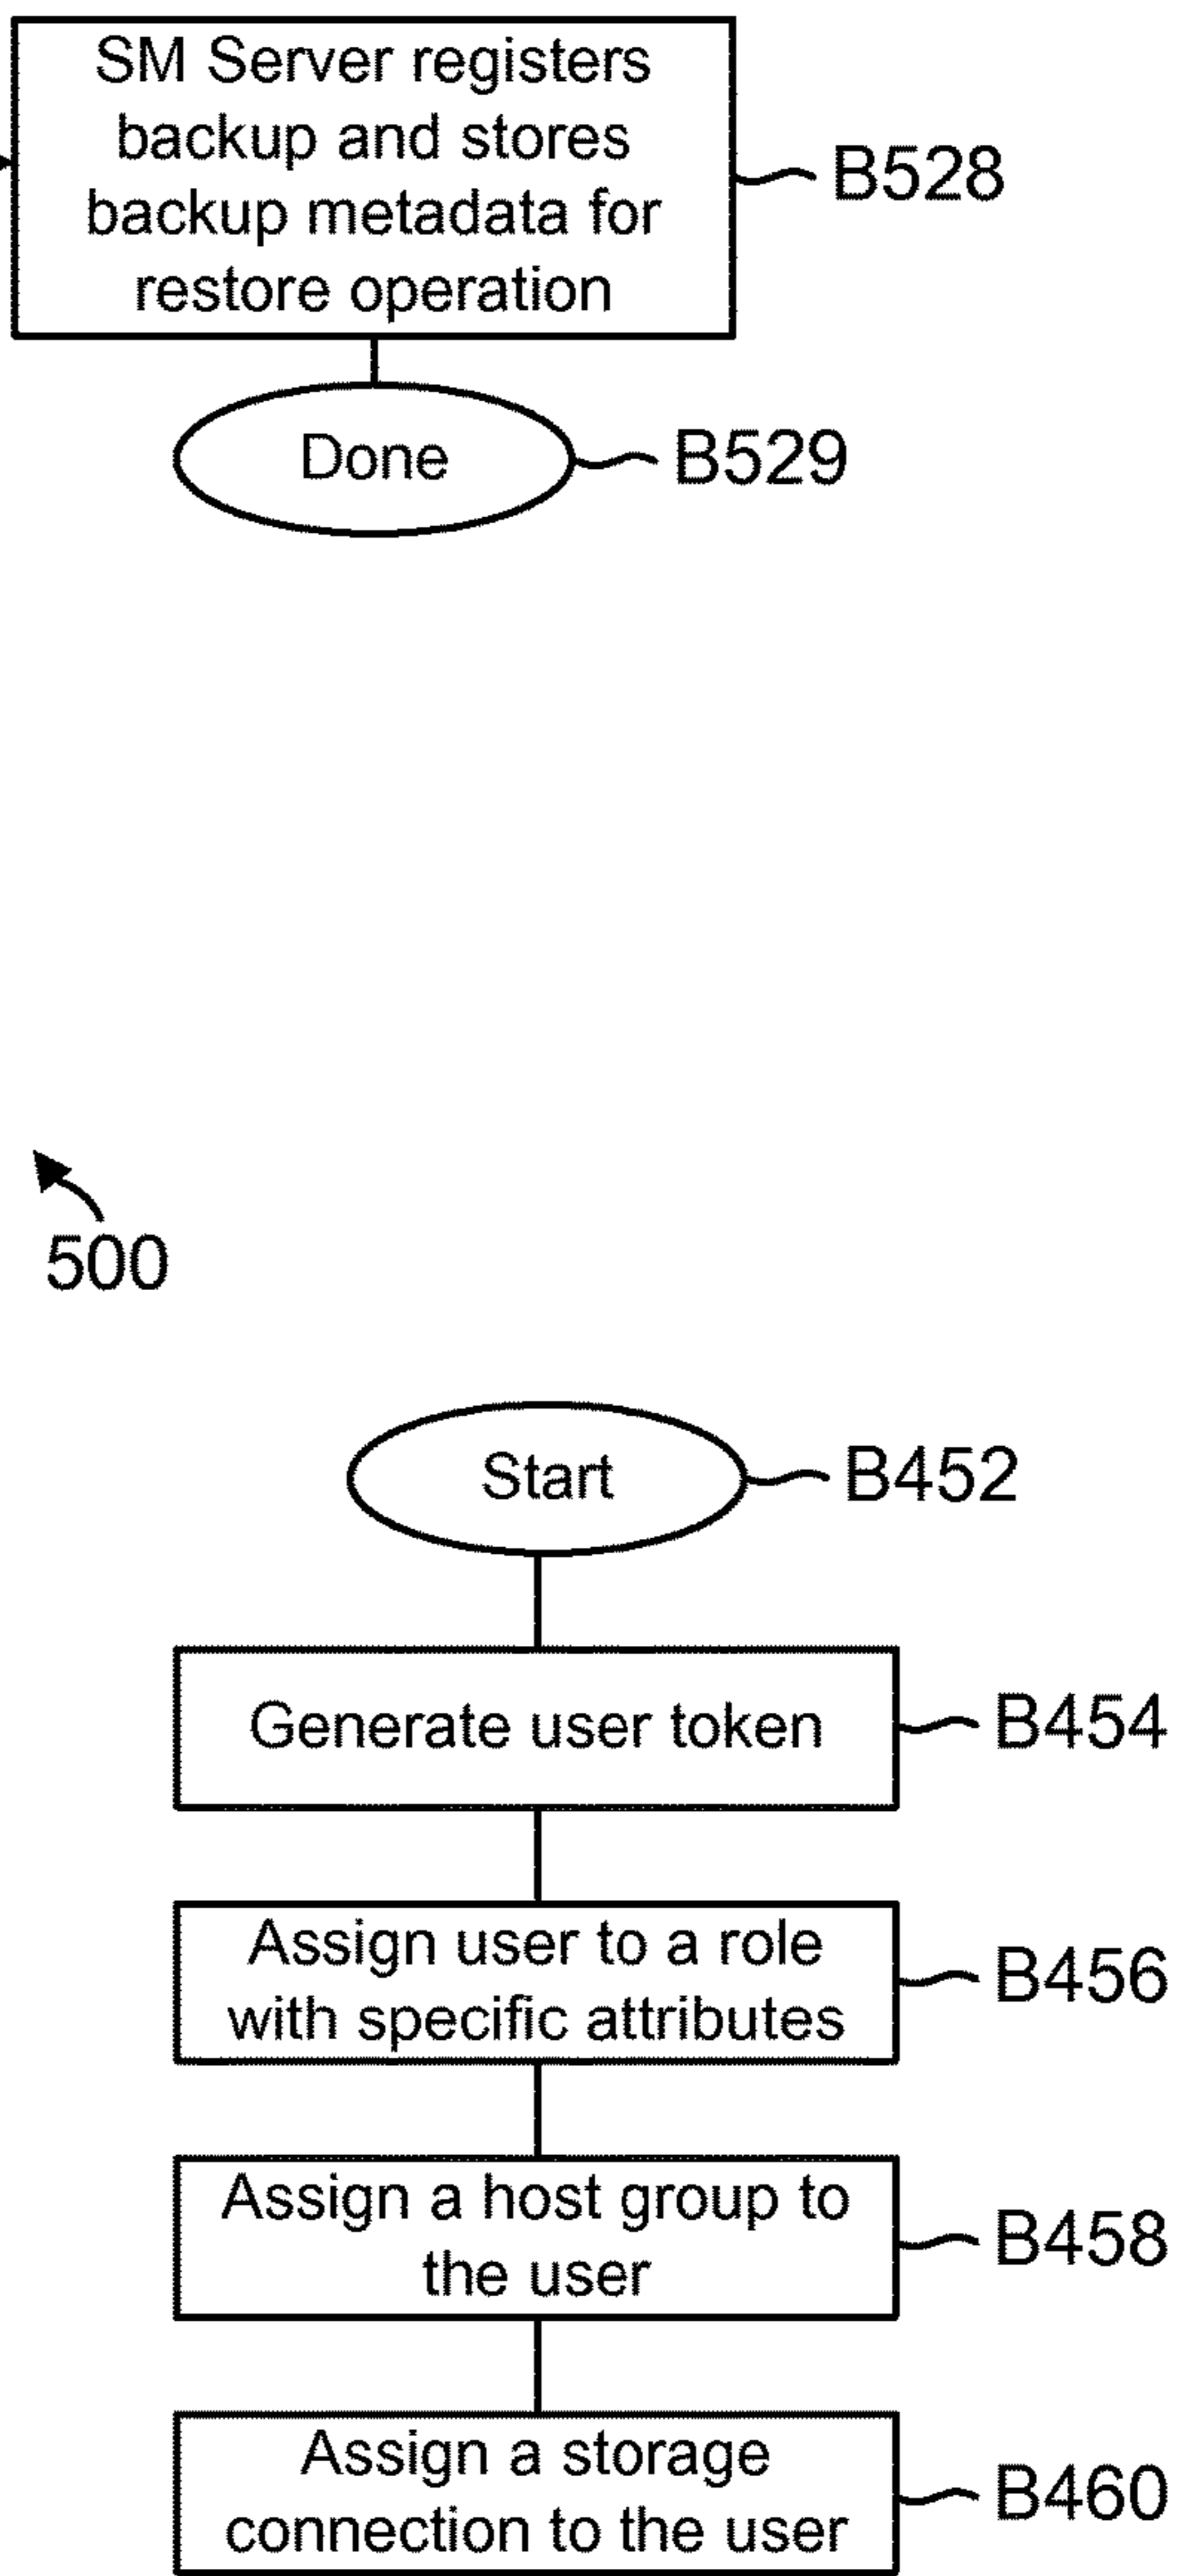 SM Server registers
backup and stores
backup metadata for
restore operation
B528
Done
B529
500
Start
B452
Generate user token
B454
Assign user to a role
with specific attributes
B456
Assign a host group to
the user
B458
Assign a storage
connection to the user
B460